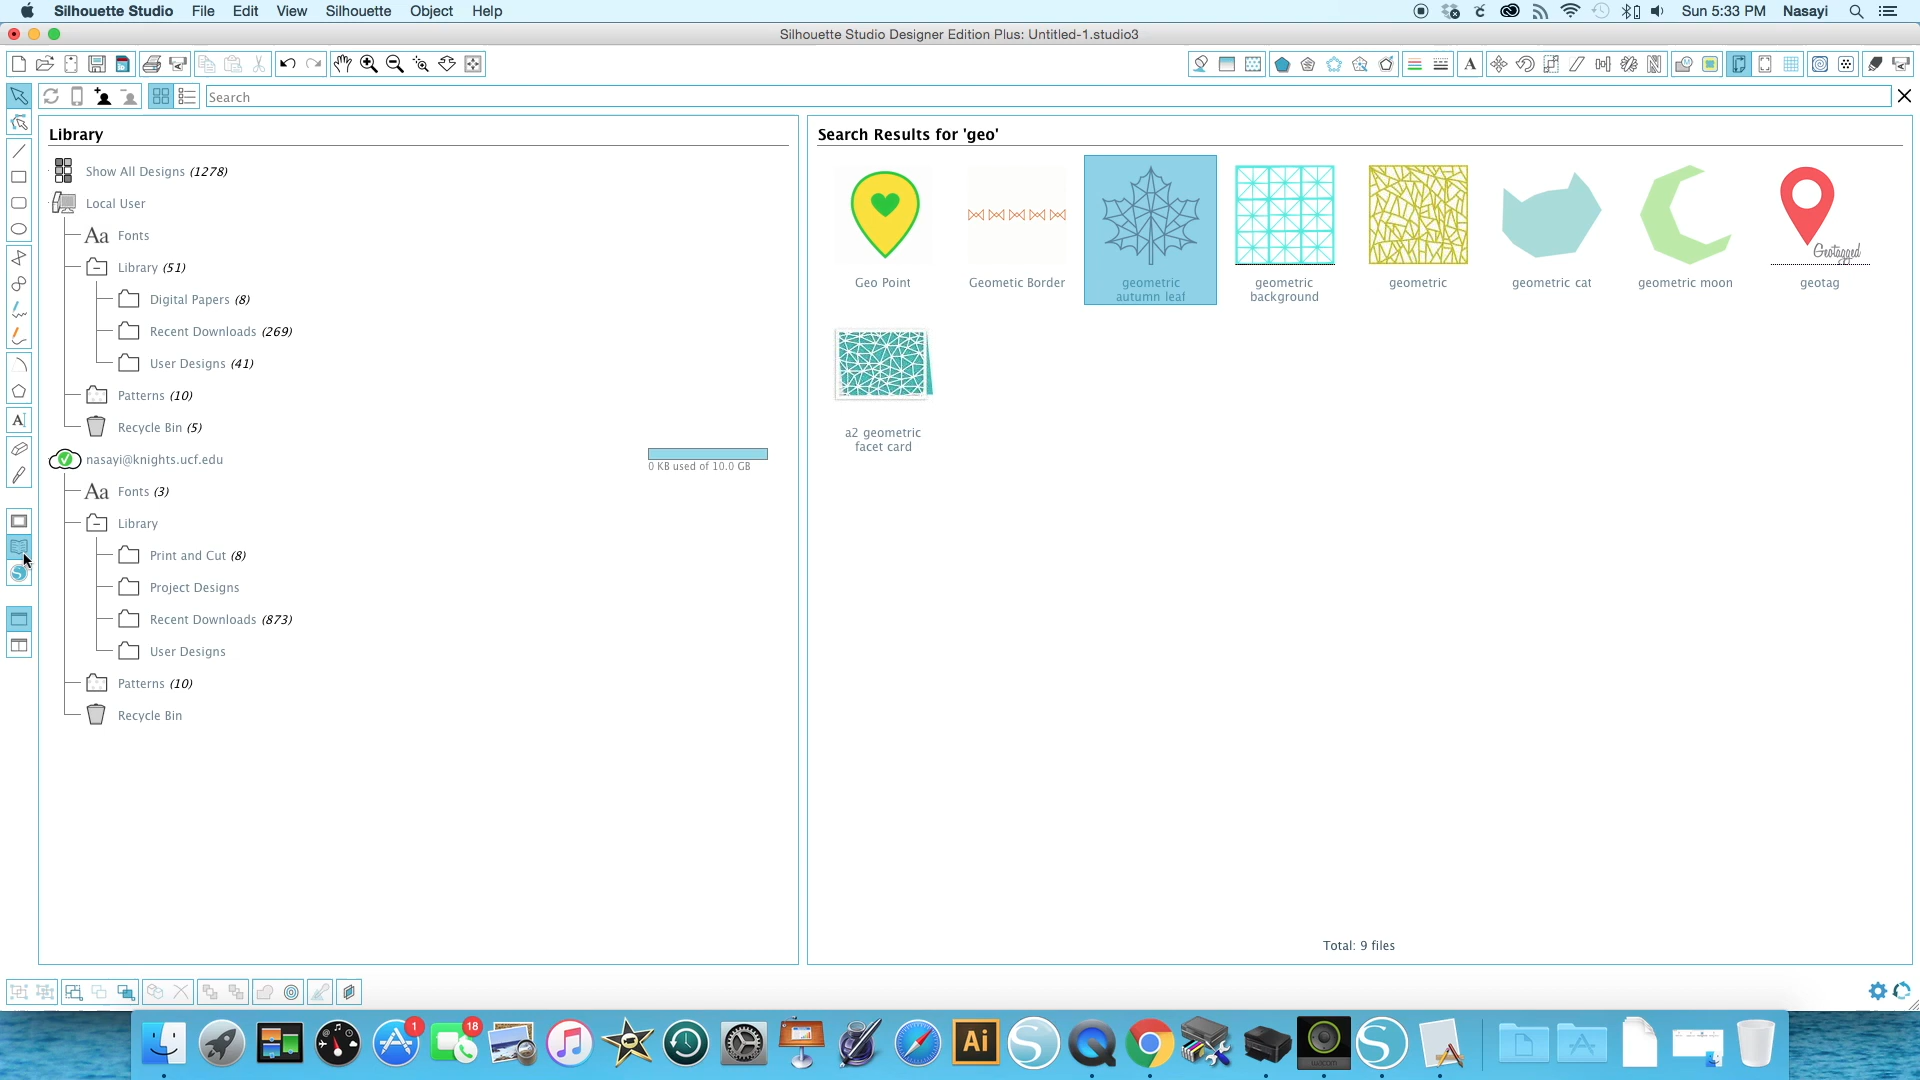 Silhouette Studio File Edit View Silhouette Object Help
Sun 5:33 PM Nasayi
Silhouette Studio Designer Edition Plus: Untitled-1.studio3
Search
Library
Show All Designs (1278)
Local User
Aa Fonts
Library (51)
Digital Papers (8)
Recent Downloads (269)
User Designs (41)
Patterns (10)
Recycle Bin (5)
nasayi@knights.ucf.edu
0 KB used of 10.0 GB
Aa Fonts (3)
Library
Print and Cut (8)
Project Designs
Recent Downloads (873)
User Designs
Patterns (10)
Recycle Bin
Search Results for 'geo'
Geotagged
Geo Point
Geometic Border
geometric
autumn leaf
geometric
background
geometric
geometric cat
geometric moon
geotag
a2 geometric
facet card
Total: 9 files
1
18
Ai